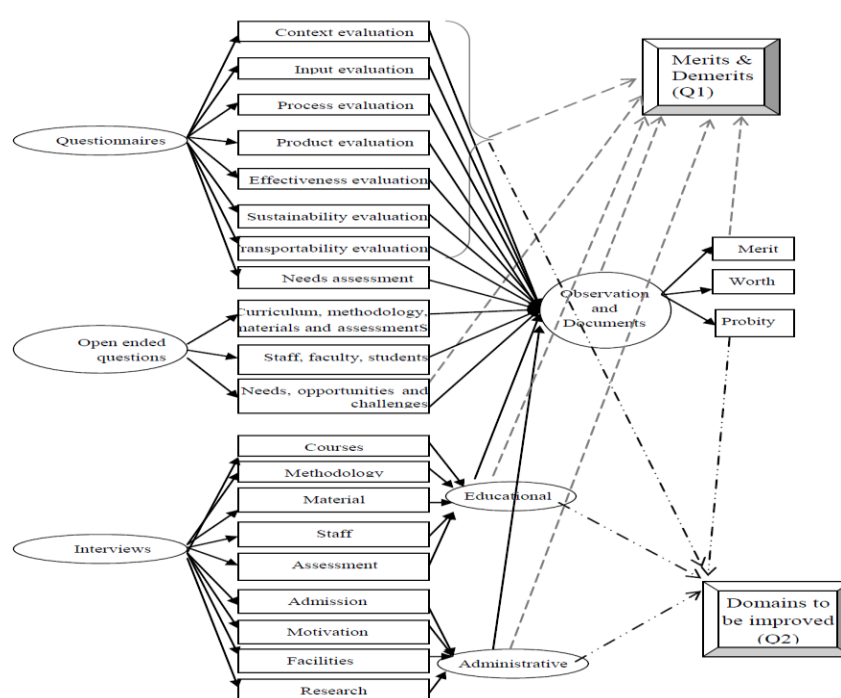 Context evaluation
Input evaluation
Process evaluation
Questionnaires
Product evaluation
Effectiveness evaluation
Sustainability evaluation
Transportability evaluation
Needs assessment
Merits &
Demerits
(Q1)
Observation
and
Documents
Merit
Worth
Probity
Open ended
questions
Curriculum, methodology,
materials and assessmentS
Staff, faculty, students
Needs, opportunities and
challenges
Interviews
Courses
Methodology
Material
Staff
Assessment
Admission
Motivation
Facilities
Research
Educational
Administrative
Domains to
be improved
(Q2)